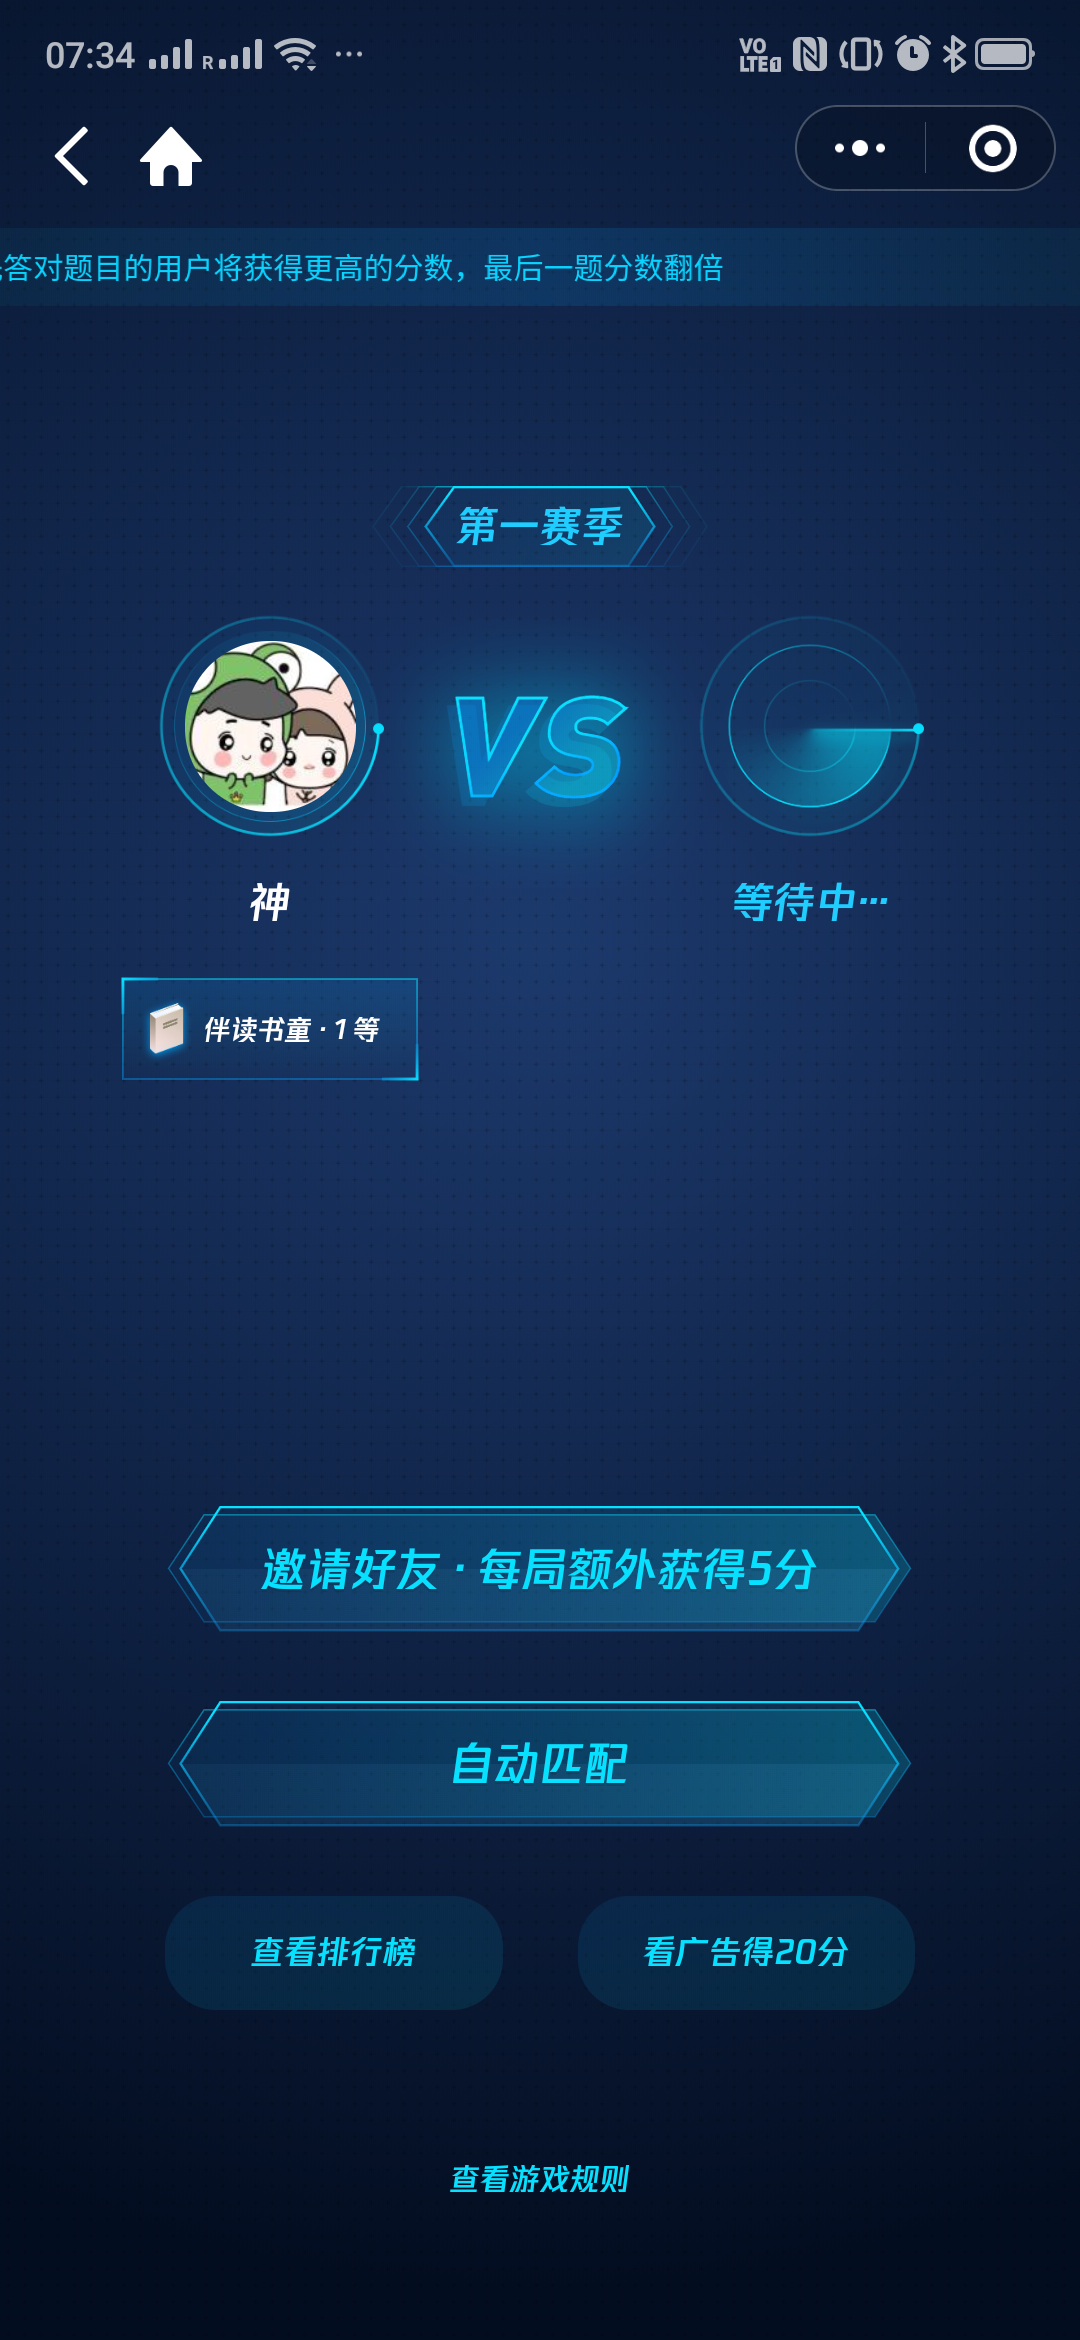 07:34
R
VO
LTE1
答对题目的用户将获得更高的分数，最后一题分数翻倍
第一赛季
VS
神
等待中···
伴读书童·1等
邀请好友·每局额外获得5分
自动匹配
查看排行榜
看广告得20分
查看游戏规则